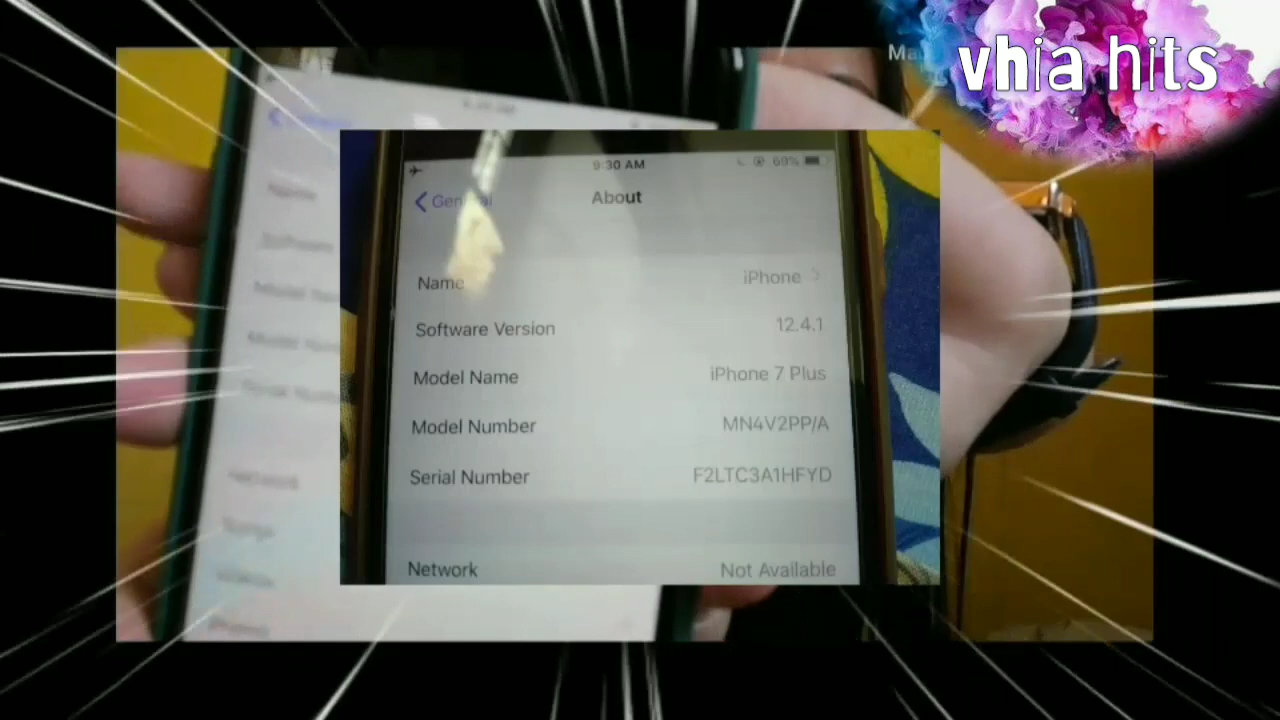 vhia hits
9:30 AM 69%
General About
Name iPhone
Software Version 12.4.1
Model Name iPhone 7 Plus
Model Number MN4V2PP/A
Serial Number F2LTC3A1HFYD
Network Not Available